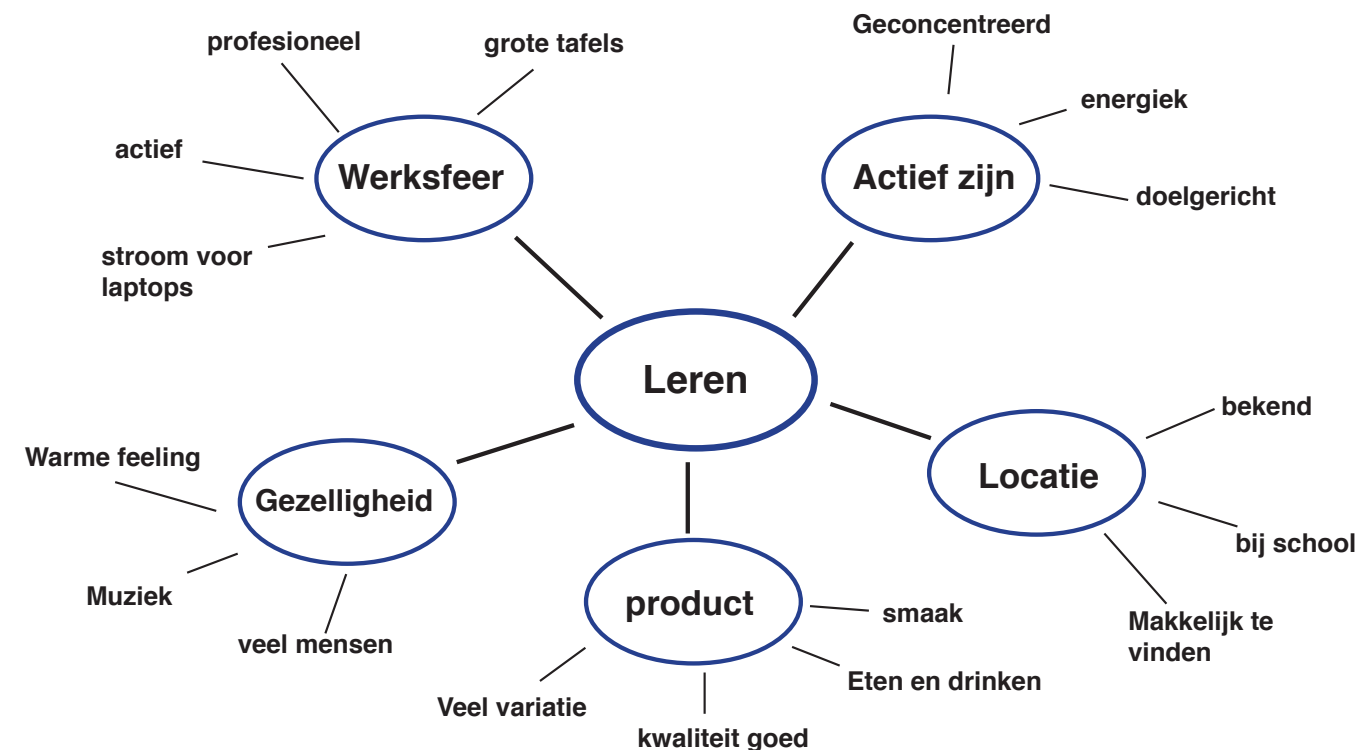 Geconcentreerd
profesioneel
grote tafels
energiek
actief
Werksfeer
Actief zijn
doelgericht
stroom voor
laptops
Leren
bekend
Warme feeling
Gezelligheid
Locatie
bij school
Muziek
product
smaak
Makkelijk te
vinden
veel mensen
Eten en drinken
Veel variatie
kwaliteit goed